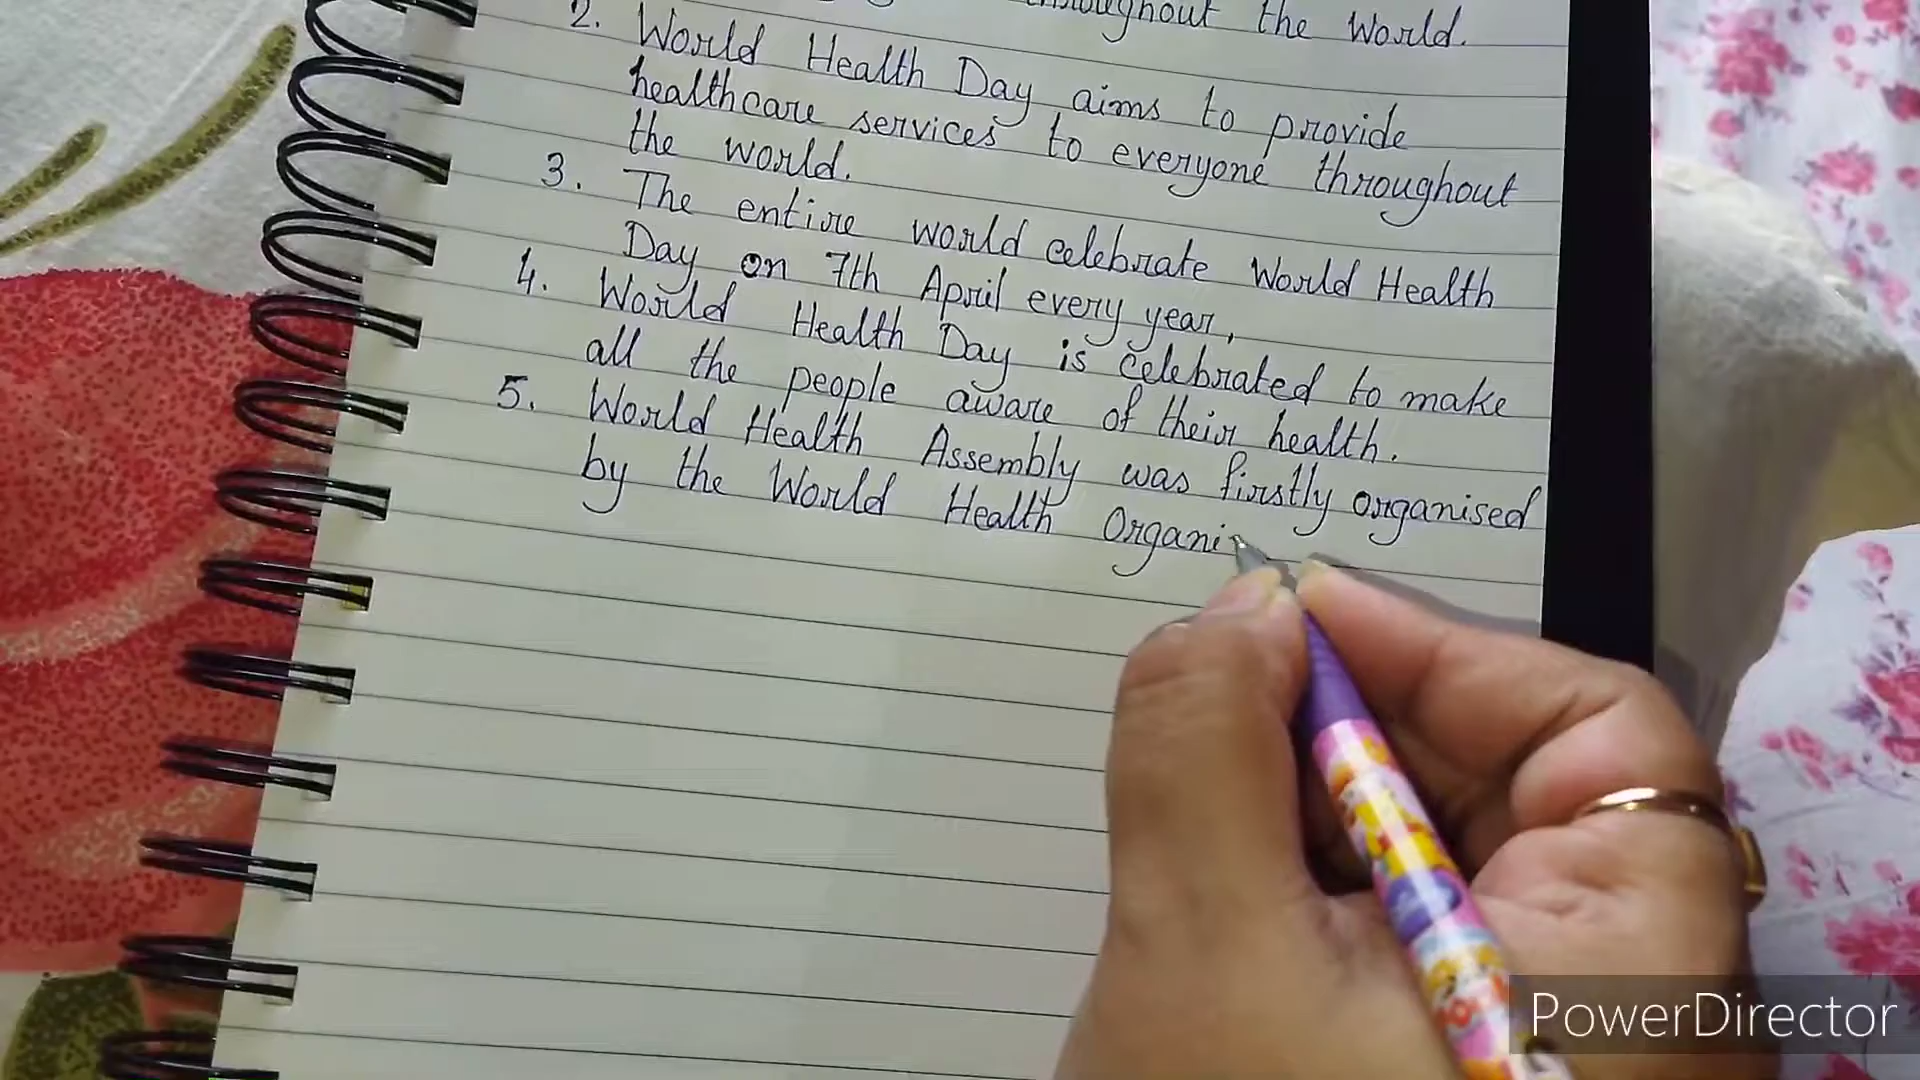 throughout the World.
2. World Health Day aims to provide
healthcare services to everyone throughout
the world.
3. The entire world celebrate World Health
Day on 7th April every year,
4. World Health Day is celebrated to make
all the people aware of their health.
5. World Health Assembly was firstly organised
by the World Health Organi
PowerDirector